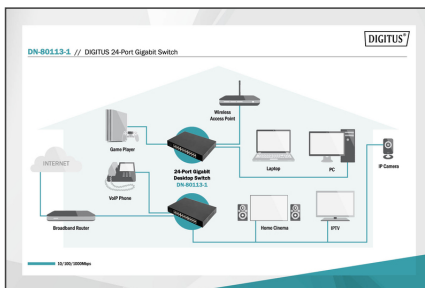 DIGITUS®
DN-80113-1 // DIGITUS 24-Port Gigabit Switch
Wireless
Access Point
Game Player
INTERNET
24-Port Gigabit
Desktop Switch
DN-80113-1
Laptop
PC
IP Camera
VoIP Phone
Broadband Router
Home Cinema
IPTV
10/100/1000Mbps